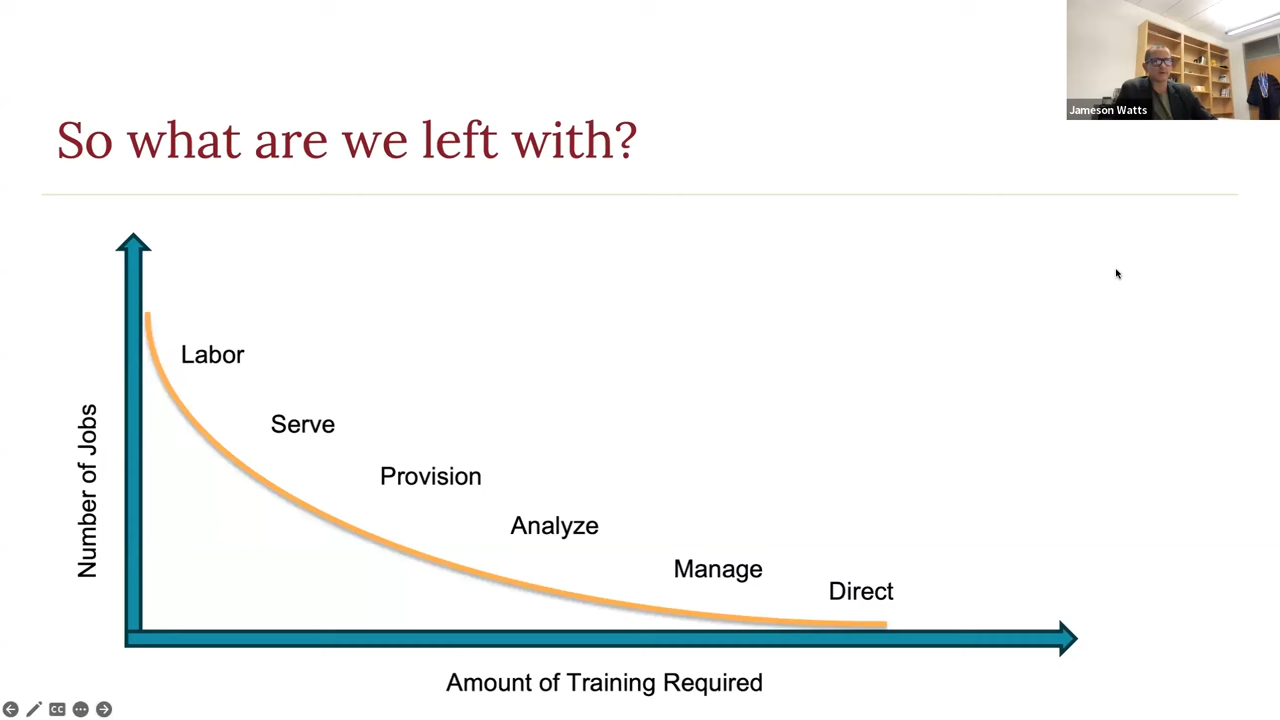 Jameson Watts
So what are we left with?
Number of Jobs
Labor
Serve
Provision
Analyze
Manage
Direct
Amount of Training Required
CC